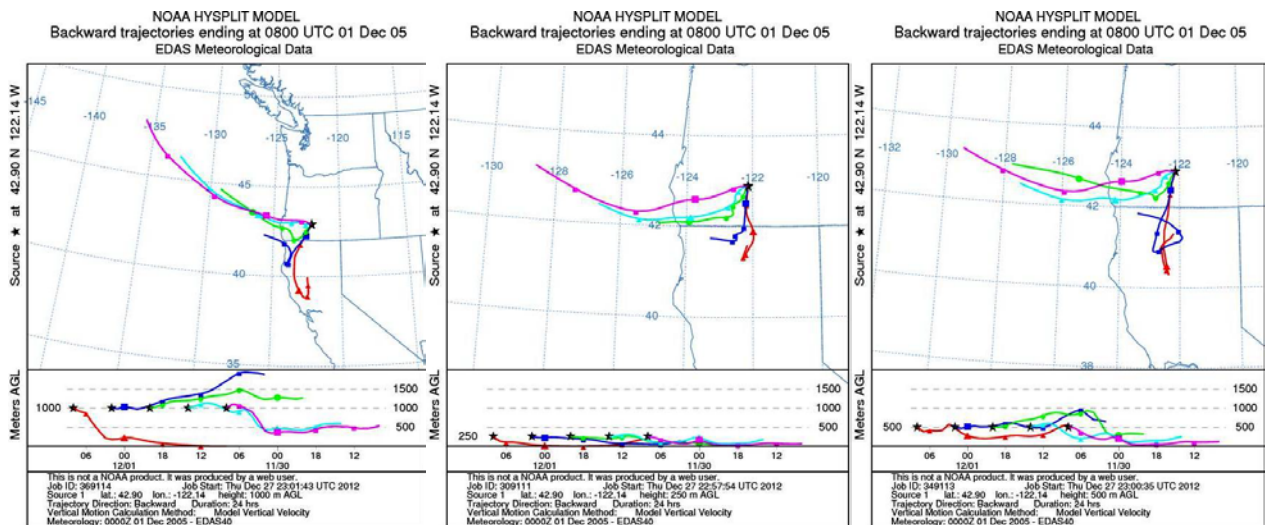 NOAA HYSPLIT MODEL
Backward trajectories ending at 0800 UTC 01 Dec 05
EDAS Meteorological Data
Source ★ at 42.90 N 122.14 W
-145
-140
-135
-130
-125
-120
115
45
40
35
Meters AGL
1000
1500
1000
500
06 00 18 12 06 00 18 12
12/01 11/30
This is not a NOAA product. It was produced by a web user.
Job ID: 369114 Job Start: Thu Dec 27 23:01:43 UTC 2012
Source 1 lat.: 42.90 lon.: -122.14 height: 1000 m AGL
Trajectory Direction: Backward Duration: 24 hrs
Vertical Motion Calculation Method: Model Vertical Velocity
Meteorology: 0000Z 01 Dec 2005 - EDAS40
NOAA HYSPLIT MODEL
Backward trajectories ending at 0800 UTC 01 Dec 05
EDAS Meteorological Data
Source ★ at 42.90 N 122.14 W
-130
-128
-126
-124
-122
-120
44
42
40
Meters AGL
250
1500
1000
500
06 00 18 12 06 00 18 12
12/01 11/30
This is not a NOAA product. It was produced by a web user.
Job ID: 309111 Job Start: Thu Dec 27 22:57:54 UTC 2012
Source 1 lat.: 42.90 lon.: -122.14 height: 250 m AGL
Trajectory Direction: Backward Duration: 24 hrs
Vertical Motion Calculation Method: Model Vertical Velocity
Meteorology: 0000Z 01 Dec 2005 - EDAS40
NOAA HYSPLIT MODEL
Backward trajectories ending at 0800 UTC 01 Dec 05
EDAS Meteorological Data
Source ★ at 42.90 N 122.14 W
-132
-130
-128
-126
-124
-122
-120
44
42
40
38
Meters AGL
500
1500
1000
500
06 00 18 12 06 00 18 12
12/01 11/30
This is not a NOAA product. It was produced by a web user.
Job ID: 349113 Job Start: Thu Dec 27 23:00:35 UTC 2012
Source 1 lat.: 42.90 lon.: -122.14 height: 500 m AGL
Trajectory Direction: Backward Duration: 24 hrs
Vertical Motion Calculation Method: Model Vertical Velocity
Meteorology: 0000Z 01 Dec 2005 - EDAS40